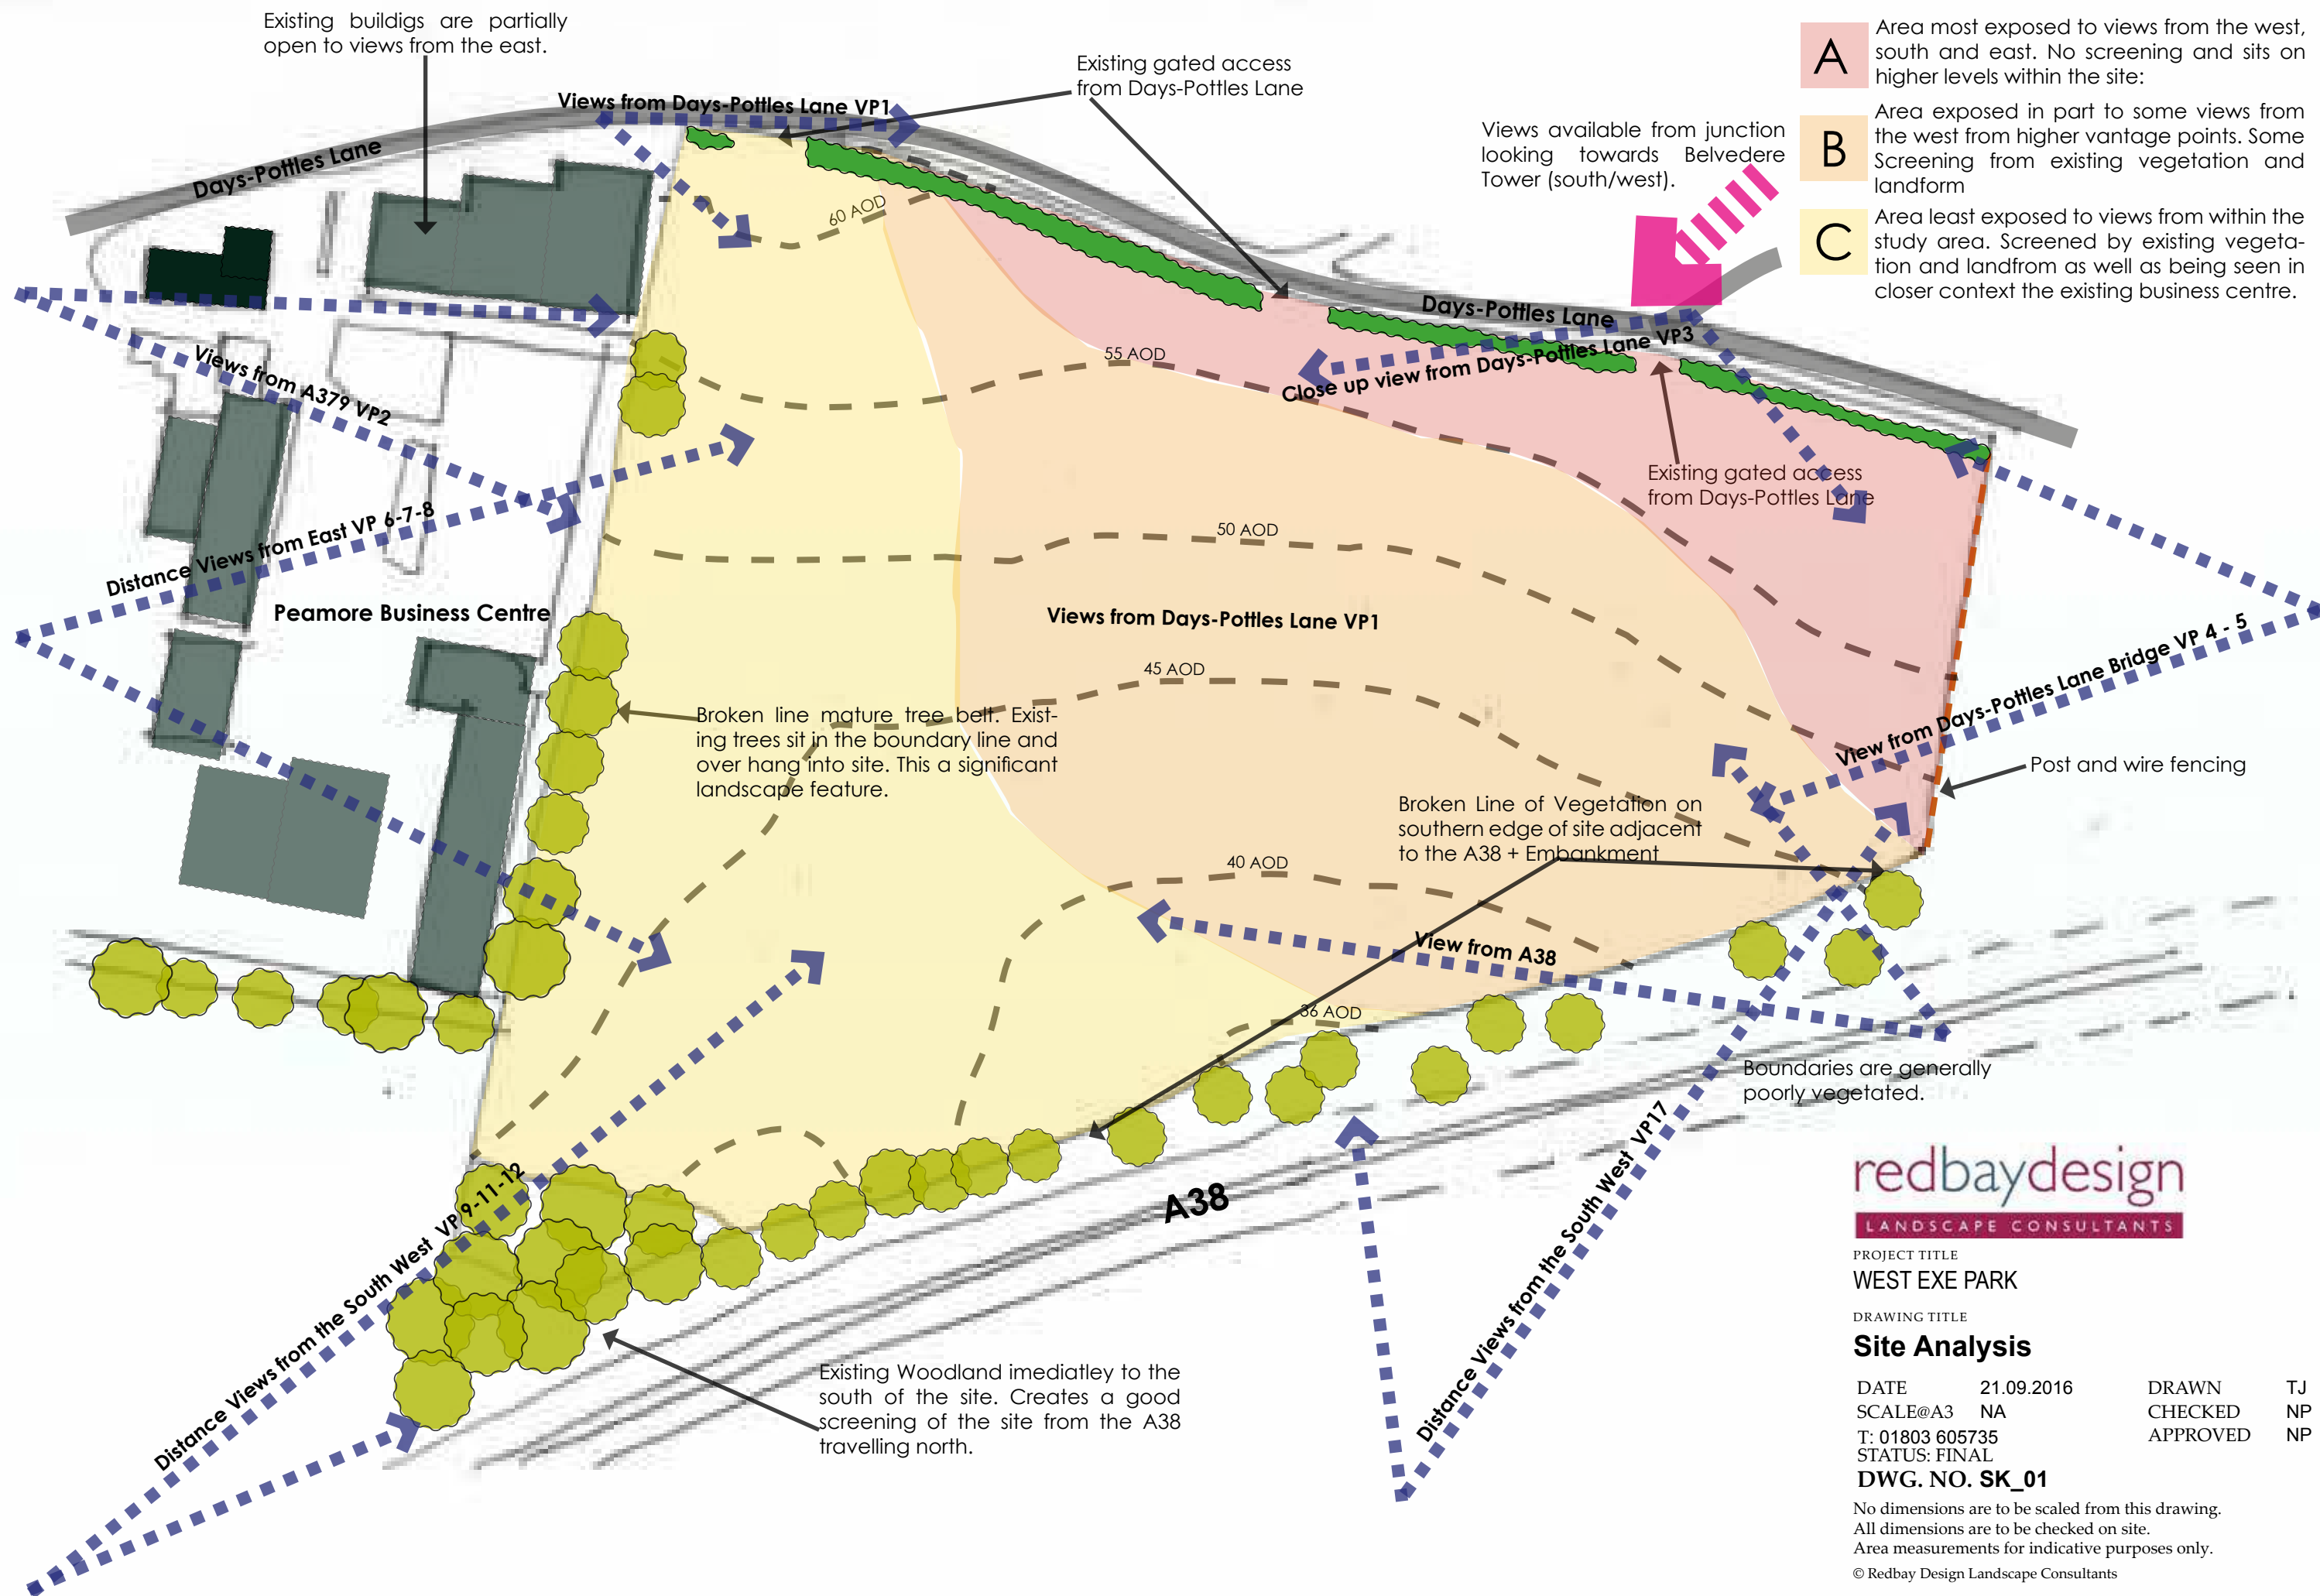 Existing buildigs are partially
open to views from the east.
Views from Days-Pottles Lane VP1
Existing gated access
from Days-Pottles Lane
Views available from junction
looking towards Belvedere
Tower (south/west).
A
Area most exposed to views from the west,
south and east. No screening and sits on
higher levels within the site:
B
Area exposed in part to some views from
the west from higher vantage points. Some
Screening from existing vegetation and
landform
C
Area least exposed to views from within the
study area. Screened by existing vegeta-
tion and landfrom as well as being seen in
closer context the existing business centre.
Days-Pottles Lane
60 AOD
Days-Pottles Lane
Close up view from Days-Pottles Lane VP3
55 AOD
Views from A379 VP2
Existing gated access
from Days-Pottles Lane
Distance Views from East VP 6-7-8
50 AOD
Peamore Business Centre
Views from Days-Pottles Lane VP1
45 AOD
View from Days-Pottles Lane Bridge VP 4 - 5
Broken line mature tree belt. Exist-
ing trees sit in the boundary line and
over hang into site. This a significant
landscape feature.
Post and wire fencing
Broken Line of Vegetation on
southern edge of site adjacent
to the A38 + Embankment
40 AOD
View from A38
36 AOD
Boundaries are generally
poorly vegetated.
A38
Distance Views from the South West  VP 9-11-12
Distance Views from the South West  VP17
Existing Woodland imediatley to the
south of the site. Creates a good
screening of the site from the A38
travelling north.
redbaydesign
LANDSCAPE CONSULTANTS
PROJECT TITLE
WEST EXE PARK
DRAWING TITLE
Site Analysis
DATE 21.09.2016 DRAWN TJ
SCALE@A3 NA CHECKED NP
T: 01803 605735 APPROVED NP
STATUS: FINAL
DWG. NO. SK_01
No dimensions are to be scaled from this drawing.
All dimensions are to be checked on site.
Area measurements for indicative purposes only.
© Redbay Design Landscape Consultants